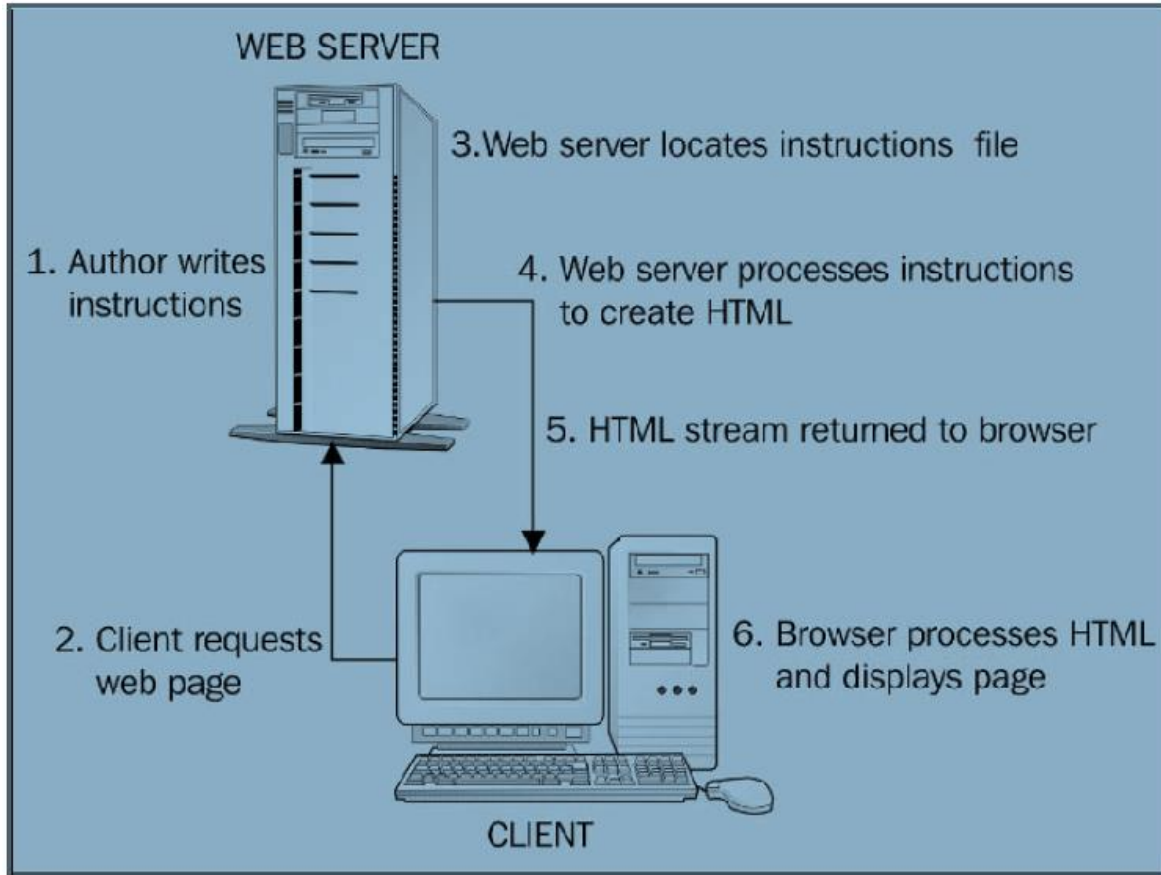 WEB SERVER
3.Web server locates instructions file
1. Author writes
instructions
4. Web server processes instructions
to create HTML
5. HTML stream returned to browser
2. Client requests
web page
6. Browser processes HTML
and displays page
CLIENT